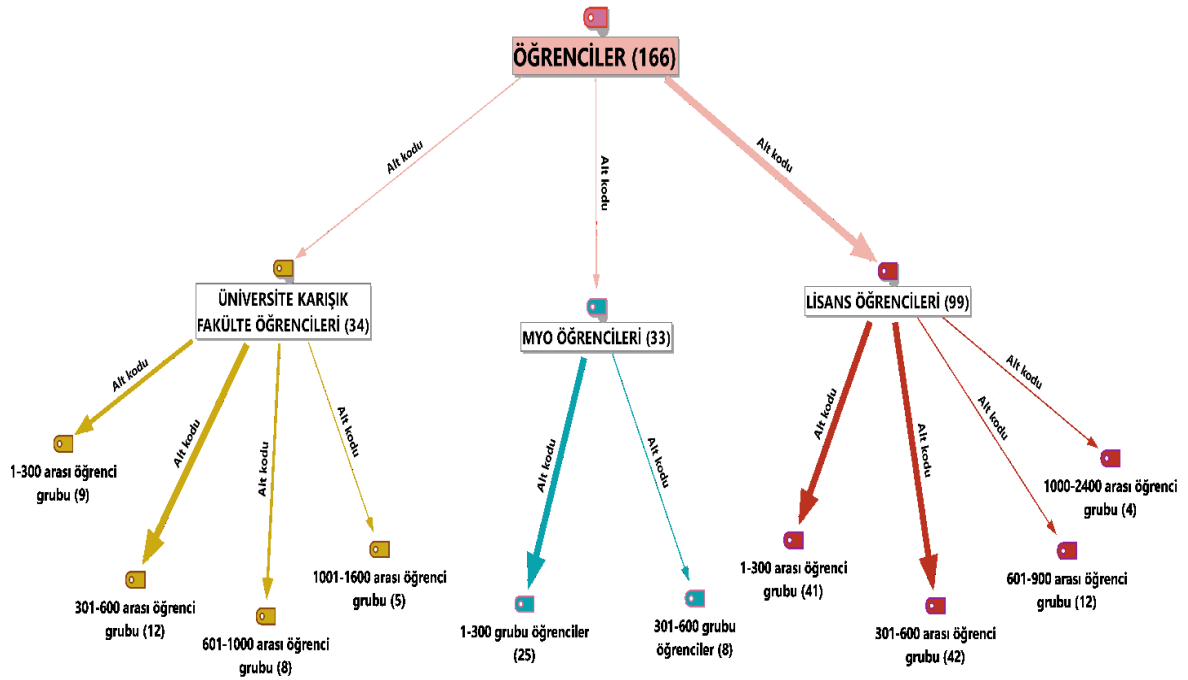 ÖĞRENCİLER (166)
Alt kodu
Alt kodu
Alt kodu
ÜNİVERSİTE KARIŞIK
FAKÜLTE ÖĞRENCİLERİ (34)
MYO ÖĞRENCİLERİ (33)
LİSANS ÖĞRENCİLERİ (99)
Alt kodu
Alt kodu
Alt kodu
Alt kodu
Alt kodu
Alt kodu
Alt kodu
Alt kodu
Alt kodu
Alt kodu
1-300 arası öğrenci
grubu (9)
301-600 arası öğrenci
grubu (12)
601-1000 arası öğrenci
grubu (8)
1001-1600 arası öğrenci
grubu (5)
1-300 grubu öğrenciler
(25)
301-600 grubu
öğrenciler (8)
1-300 arası öğrenci
grubu (41)
301-600 arası öğrenci
grubu (42)
601-900 arası öğrenci
grubu (12)
1000-2400 arası öğrenci
grubu (4)